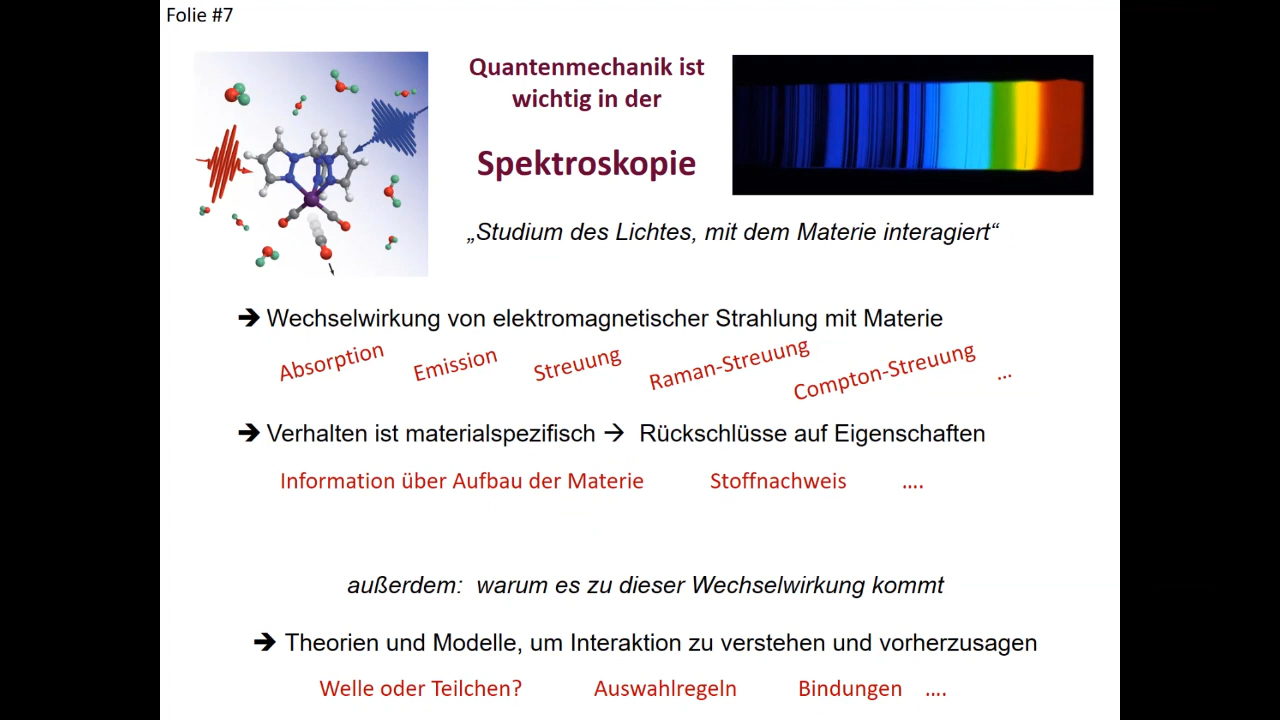 Folie #7
Quantenmechanik ist
wichtig in der
Spektroskopie
„Studium des Lichtes, mit dem Materie interagiert“
➔ Wechselwirkung von elektromagnetischer Strahlung mit Materie
Absorption Emission Streuung Raman-Streuung Compton-Streuung ...
➔ Verhalten ist materialspezifisch → Rückschlüsse auf Eigenschaften
Information über Aufbau der Materie Stoffnachweis ....
außerdem: warum es zu dieser Wechselwirkung kommt
➔ Theorien und Modelle, um Interaktion zu verstehen und vorherzusagen
Welle oder Teilchen? Auswahlregeln Bindungen ....